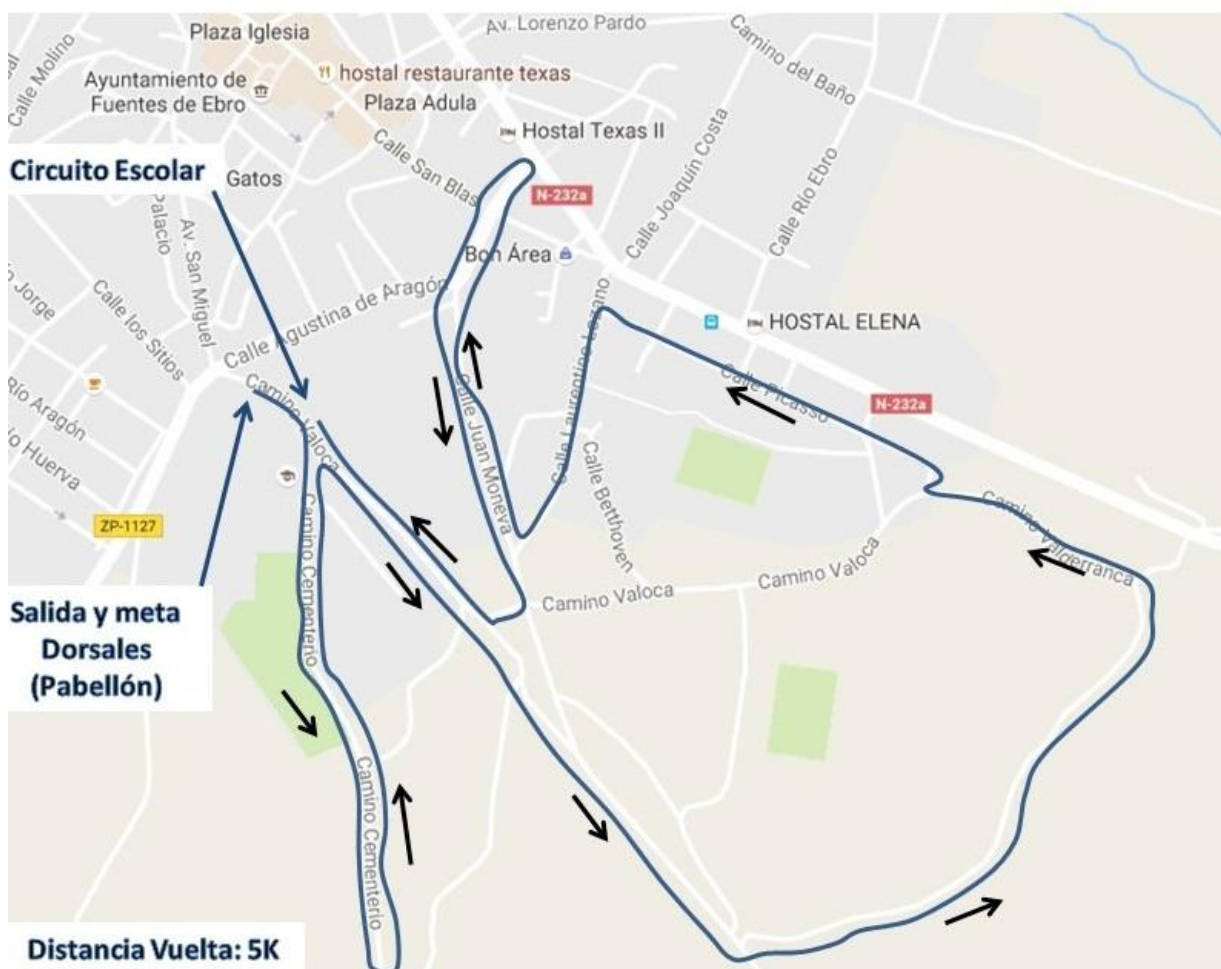 Plaza Iglesia
Av. Lorenzo Pardo
Calle Molino
hostal restaurante texas
Camino del Baño
Ayuntamiento de
Fuentes de Ebro
Plaza Adula
Hostal Texas II
Calle San Blas
Calle Joaquín Costa
Circuito Escolar
Gatos
N-232a
Calle Río Ebro
Palacio
Av. San Miguel
Bon Área
Jorge
Calle los Sitios
Calle Agustina de Aragón
Calle Laurentino Lozano
HOSTAL ELENA
Río Aragón
Camino Valoca
Calle Juan Moneva
Calle Picasso
N-232a
Huerva
Calle Betthoven
ZP-1127
Camino Cementerio
Camino Valderranca
Camino Valoca
Camino Valoca
Salida y meta
Dorsales
(Pabellón)
Camino Cementerio
Distancia Vuelta: 5K